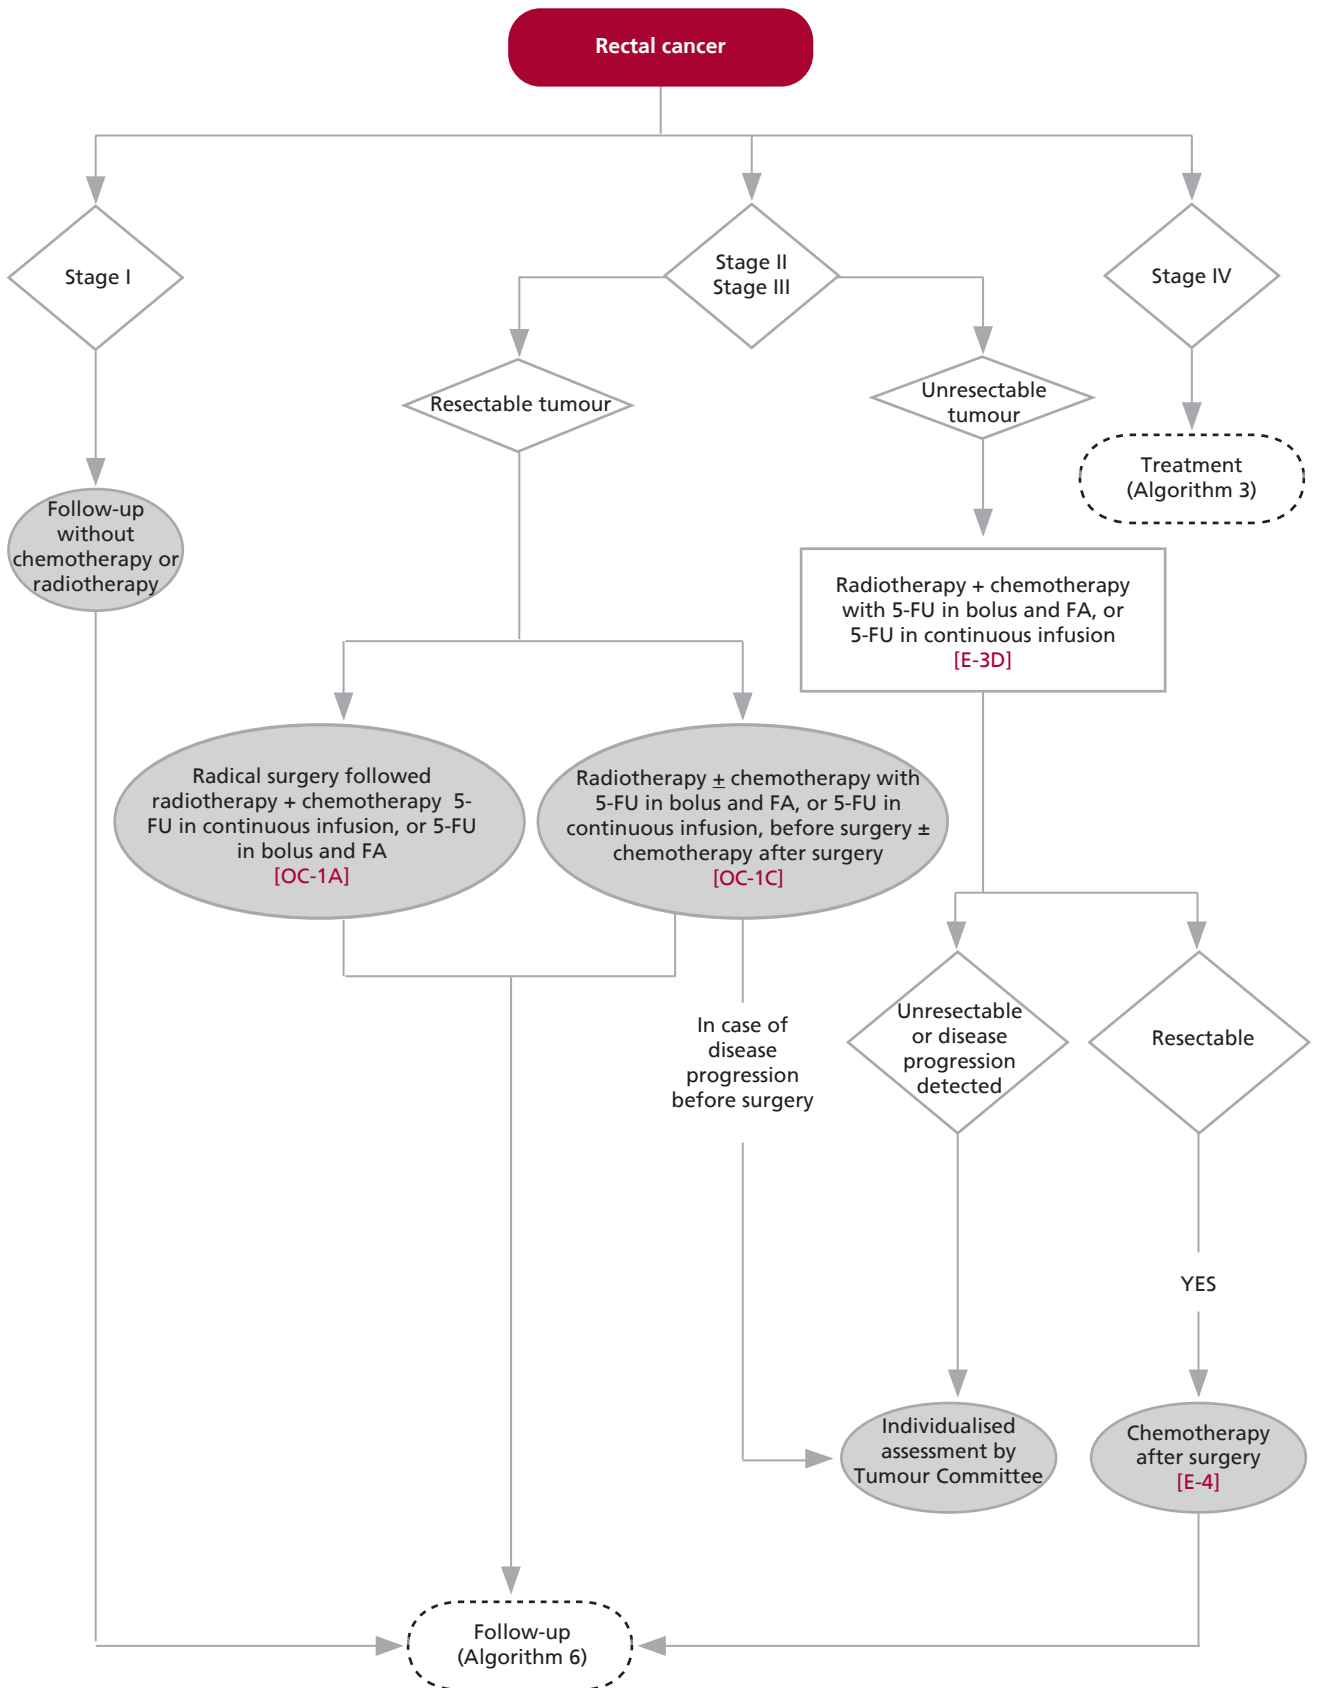 Rectal cancer
Stage I
Stage II
Stage III
Stage IV
Resectable tumour
Unresectable
tumour
Treatment
(Algorithm 3)
Follow-up
without
chemotherapy or
radiotherapy
Radiotherapy + chemotherapy
with 5-FU in bolus and FA, or
5-FU in continuous infusion
[E-3D]
Radical surgery followed
radiotherapy + chemotherapy 5-
FU in continuous infusion, or 5-FU
in bolus and FA
[OC-1A]
Radiotherapy ± chemotherapy with
5-FU in bolus and FA, or 5-FU in
continuous infusion, before surgery ±
chemotherapy after surgery
[OC-1C]
In case of
disease
progression
before surgery
Unresectable
or disease
progression
detected
Resectable
YES
Individualised
assessment by
Tumour Committee
Chemotherapy
after surgery
[E-4]
Follow-up
(Algorithm 6)